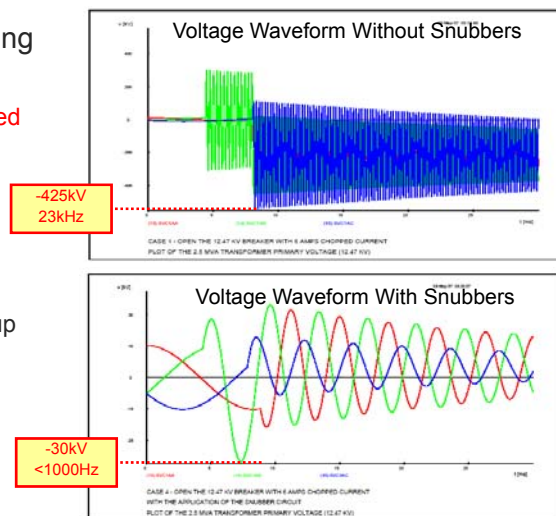 ing
ed
up
Voltage Waveform Without Snubbers
-425kV
23kHz
CASE 1 - OPEN THE 12.47 KV BREAKER WITH 6 AMPS CHOPPED CURRENT
PLOT OF THE 2.5 MVA TRANSFORMER PRIMARY VOLTAGE (12.47 KV)
Voltage Waveform With Snubbers
-30kV
<1000Hz
CASE 4 - OPEN THE 12.47 KV BREAKER WITH 6 AMPS CHOPPED CURRENT
WITH THE APPLICATION OF THE SNUBBER CIRCUIT
PLOT OF THE 2.5 MVA TRANSFORMER PRIMARY VOLTAGE (12.47 KV)